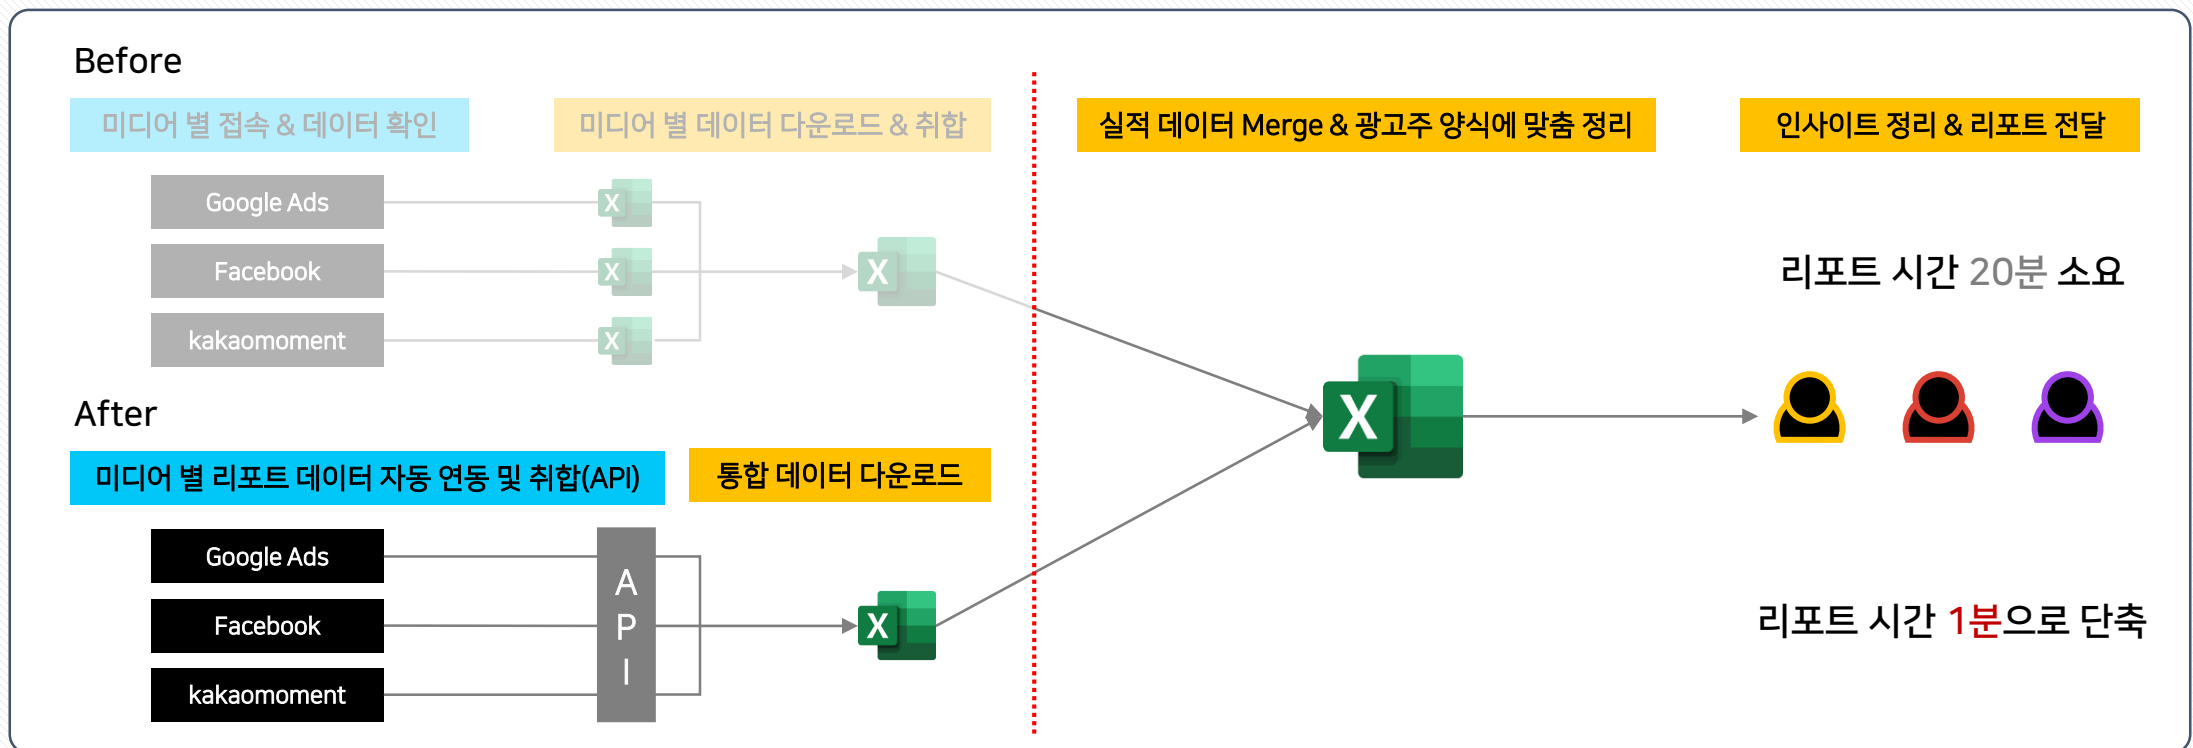 Before
미디어 별 접속 & 데이터 확인
미디어 별 데이터 다운로드 & 취합
실적 데이터 Merge & 광고주 양식에 맞춤 정리
인사이트 정리 & 리포트 전달
Google Ads
X
Facebook
X
X
kakaomoment
X
리포트 시간 20분 소요
X
After
미디어 별 리포트 데이터 자동 연동 및 취합(API)
통합 데이터 다운로드
Google Ads
Facebook
kakaomoment
API
X
리포트 시간 1분으로 단축